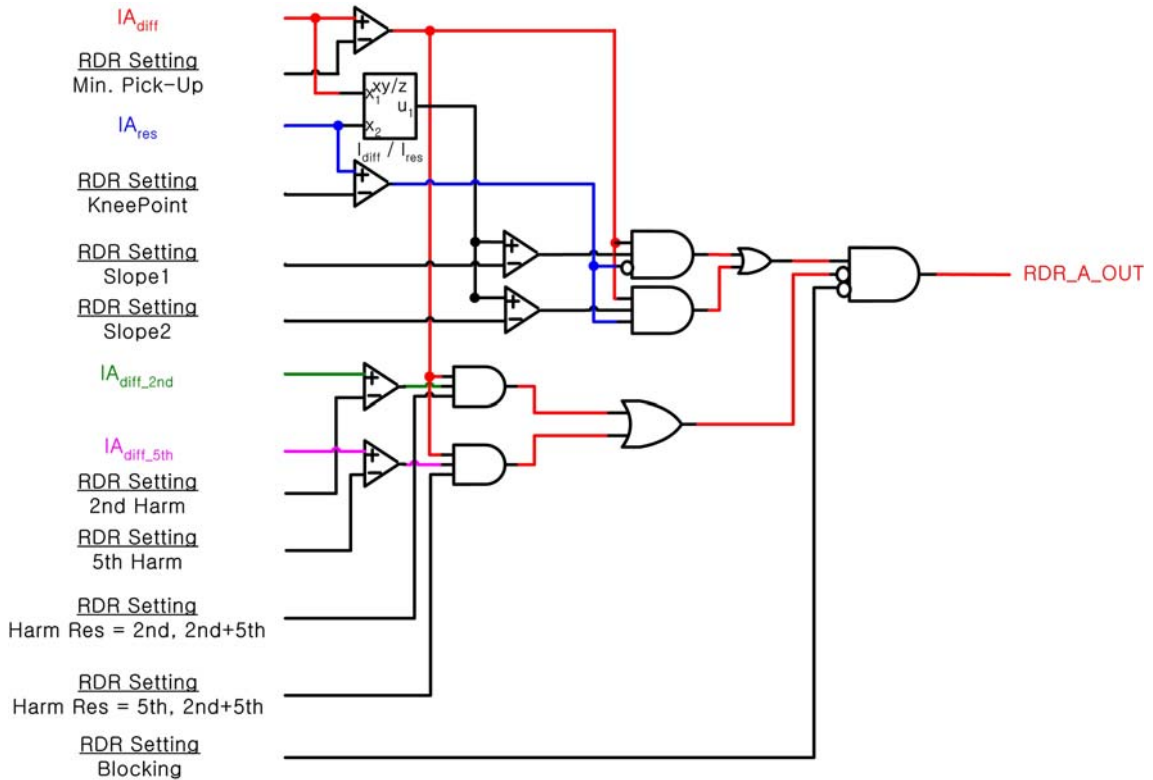 IAdiff
RDR Setting
Min. Pick-Up
xy/z
x1
u1
IAres
x2
Idiff / Ires
RDR Setting
KneePoint
RDR Setting
Slope1
RDR_A_OUT
RDR Setting
Slope2
IAdiff_2nd
IAdiff_5th
RDR Setting
2nd Harm
RDR Setting
5th Harm
RDR Setting
Harm Res = 2nd, 2nd+5th
RDR Setting
Harm Res = 5th, 2nd+5th
RDR Setting
Blocking